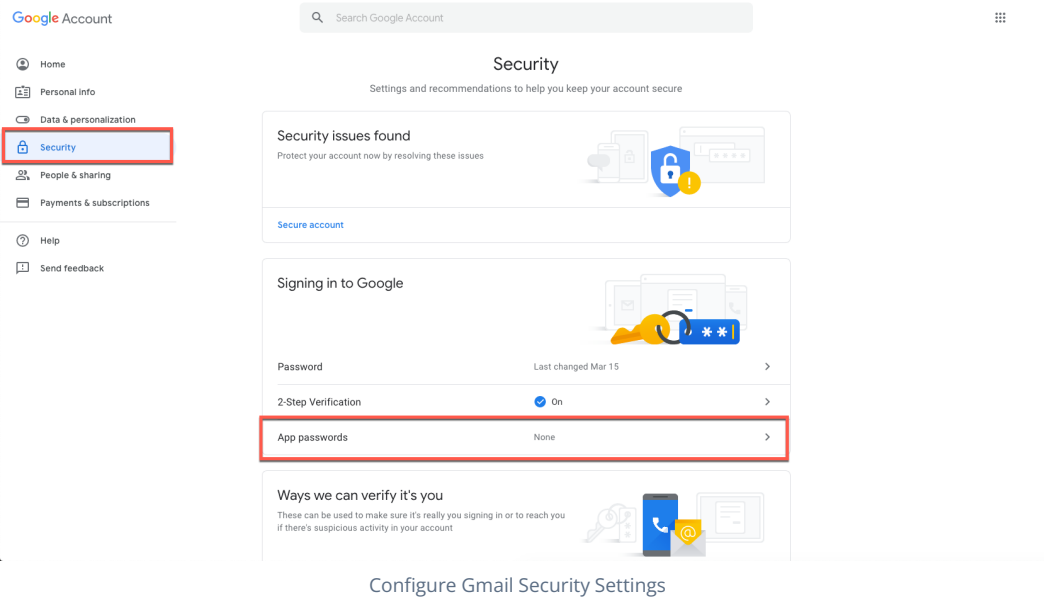 Google Account
Search Google Account
Home
Personal info
Data & personalization
Security
People & sharing
Payments & subscriptions
Help
Send feedback
Security
Settings and recommendations to help you keep your account secure
Security issues found
Protect your account now by resolving these issues
Secure account
Signing in to Google
Password
Last changed Mar 15
2-Step Verification
On
App passwords
None
Ways we can verify it's you
These can be used to make sure it's really you signing in or to reach you
if there's suspicious activity in your account
Configure Gmail Security Settings